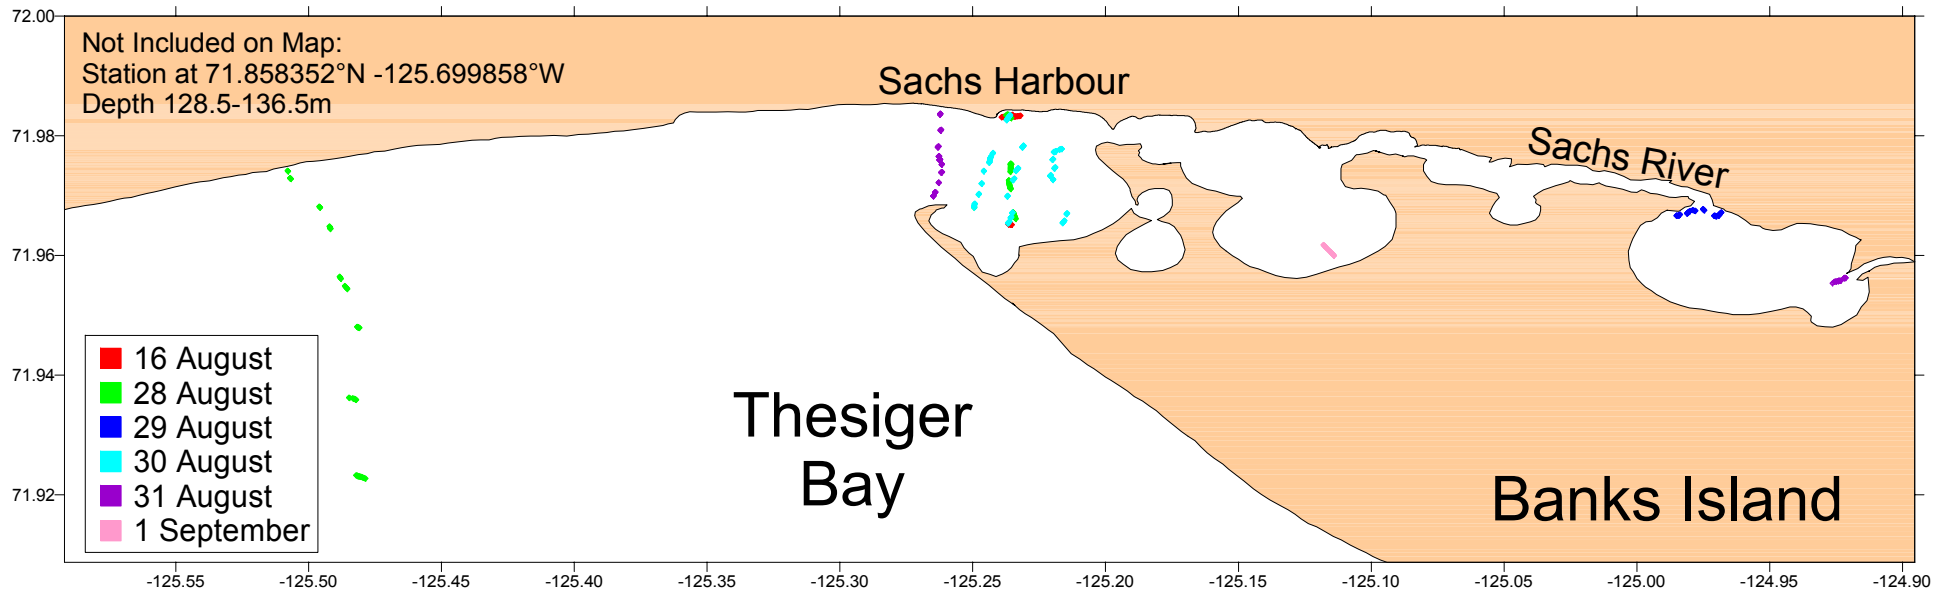 72.00
71.98
71.96
71.94
71.92
Not Included on Map:
Station at 71.858352°N -125.699858°W
Depth 128.5-136.5m
Sachs Harbour
Sachs River
Thesiger
Bay
Banks Island
16 August
28 August
29 August
30 August
31 August
1 September
-125.55
-125.50
-125.45
-125.40
-125.35
-125.30
-125.25
-125.20
-125.15
-125.10
-125.05
-125.00
-124.95
-124.90